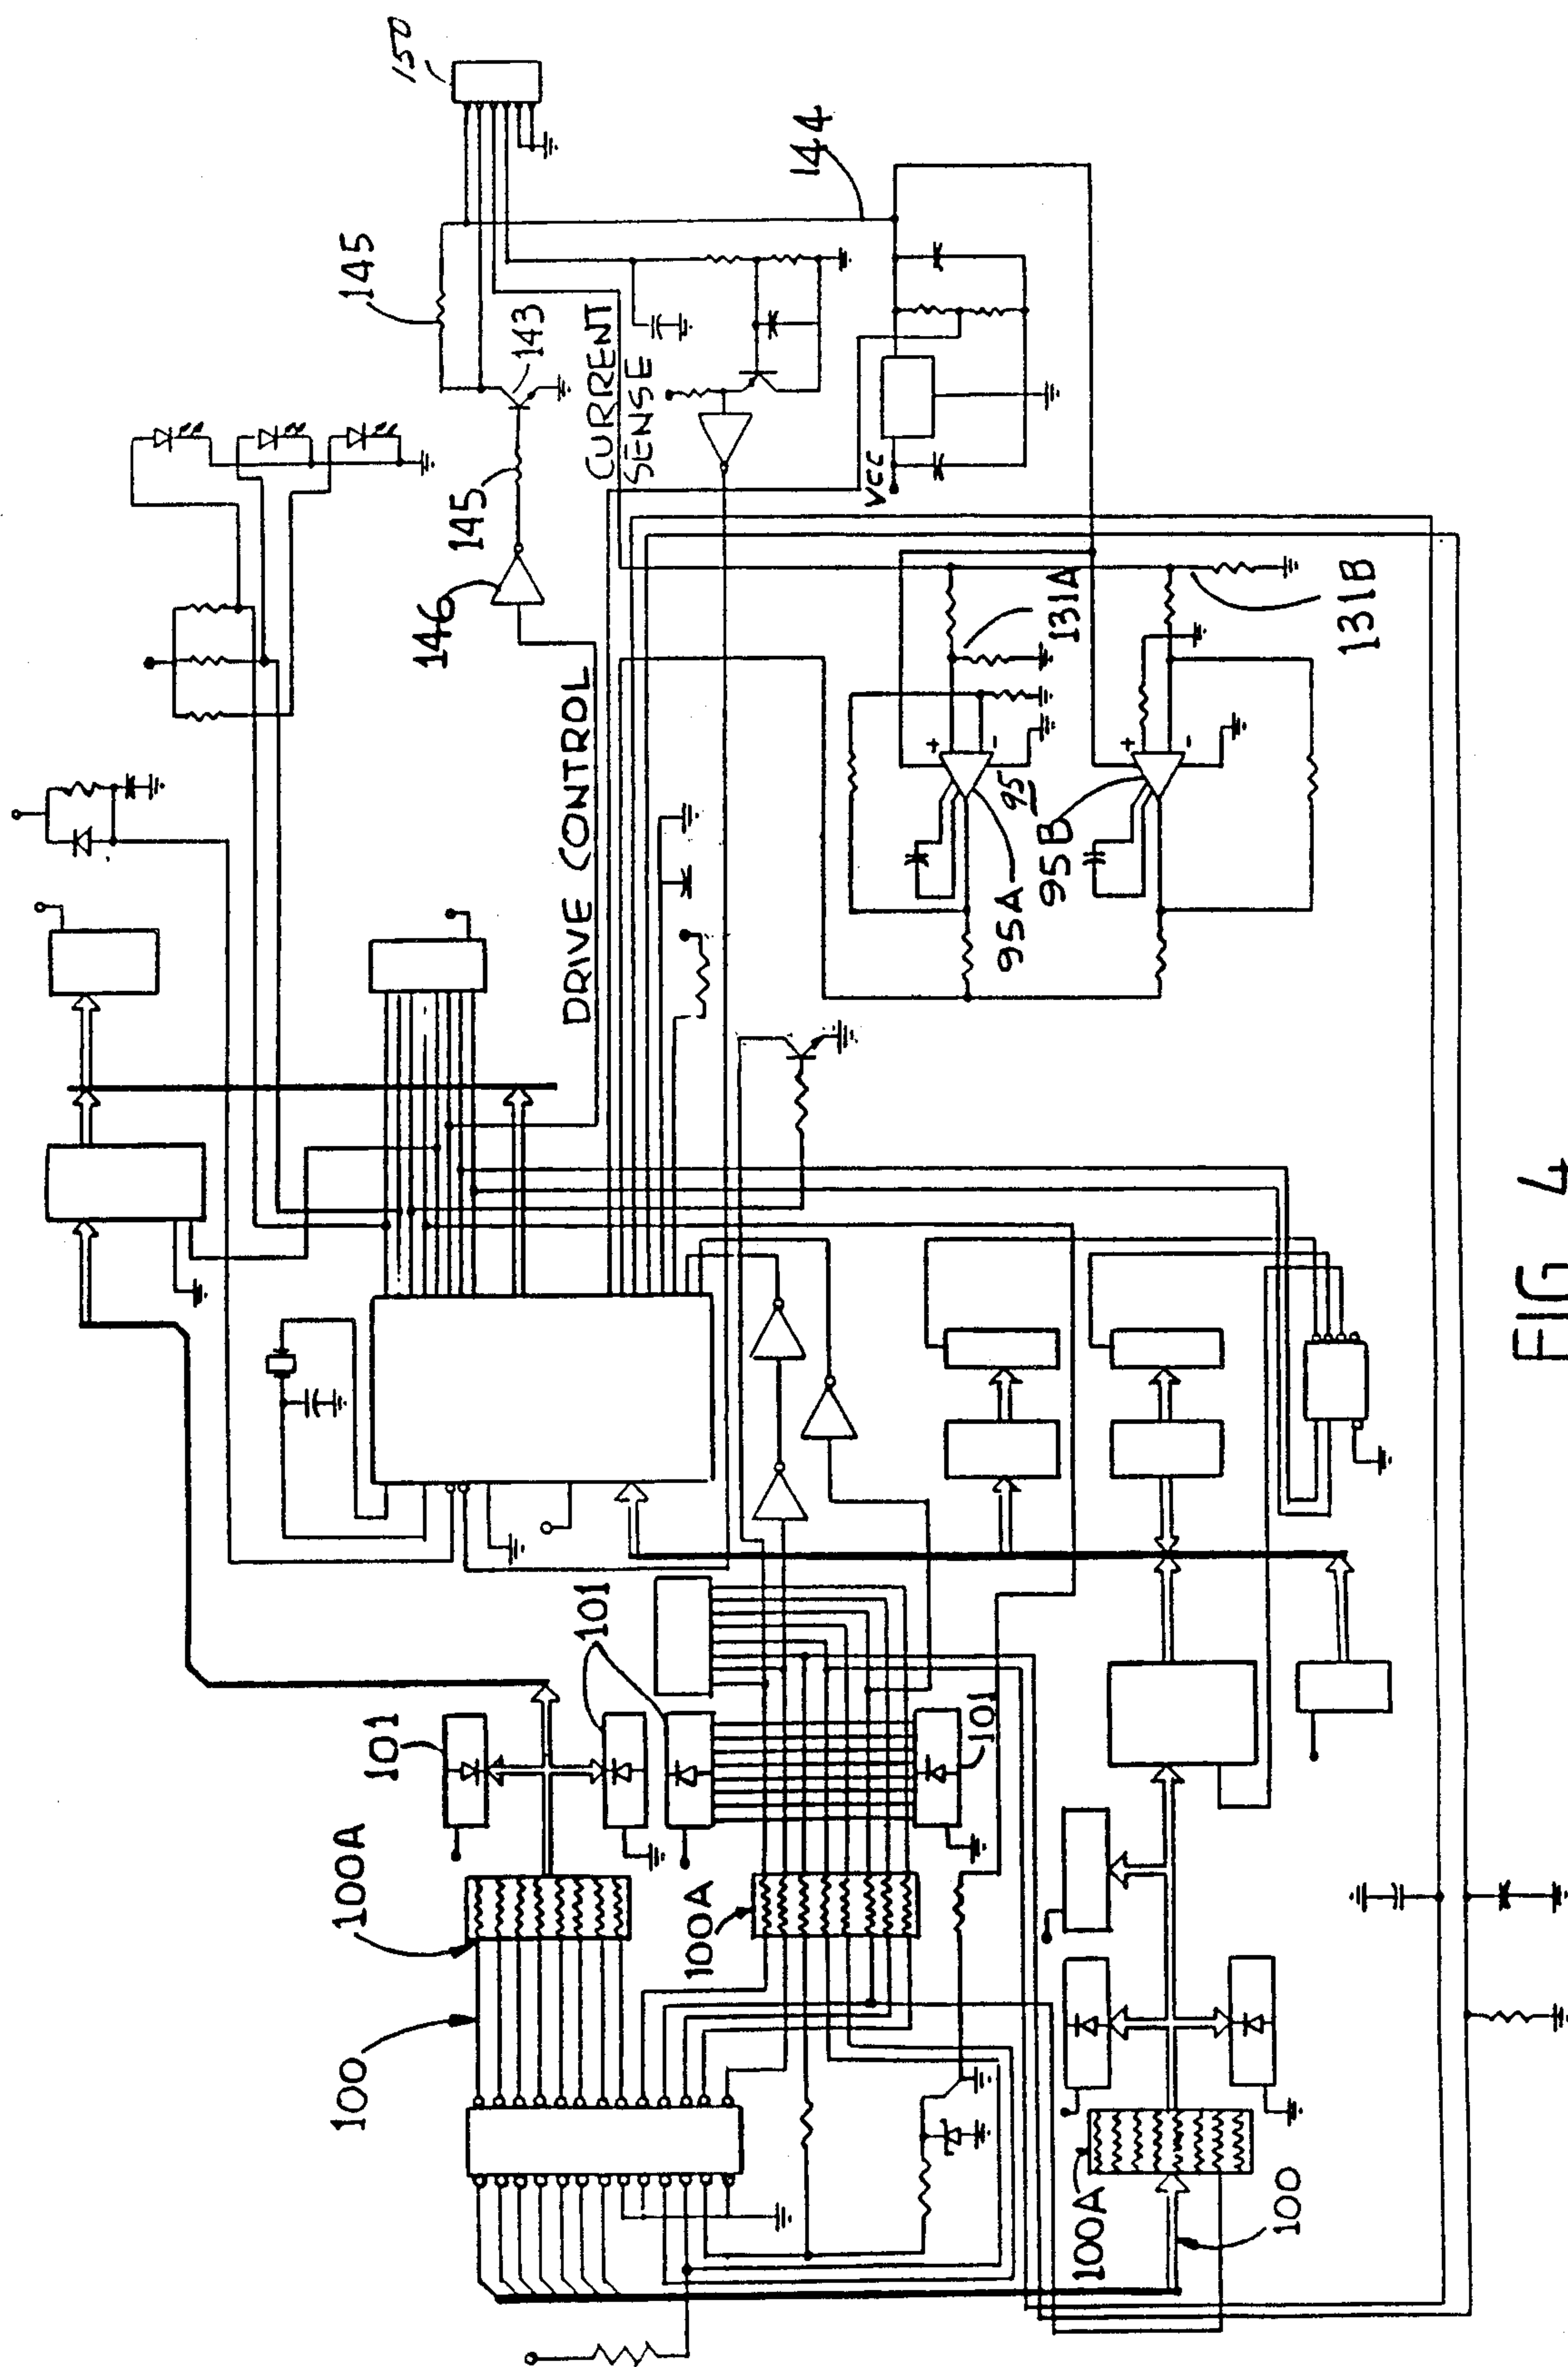 150
144
145
143
CURRENT
SENSE
145
146
VCC
DRIVE CONTROL
131A
131B
+
-
95
+
-
95B
95A
101
101
101
100A
100A
100
100A
100
FIG 4